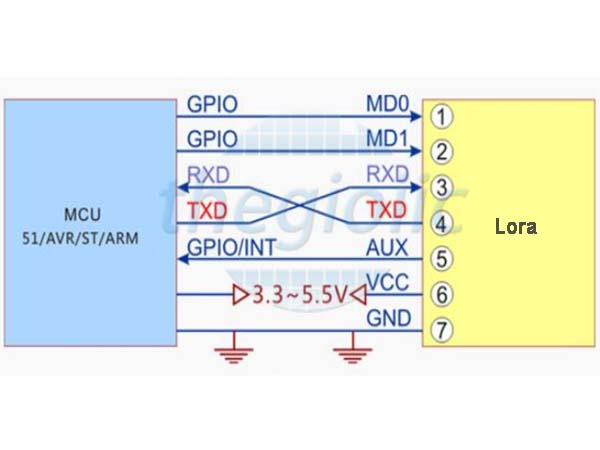 GPIO MD0 1
GPIO MD1 2
RXD RXD 3
MCU
51/AVR/ST/ARM
TXD TXD 4
Lora
GPIO/INT AUX 5
3.3~5.5V VCC 6
GND 7
thegioiic